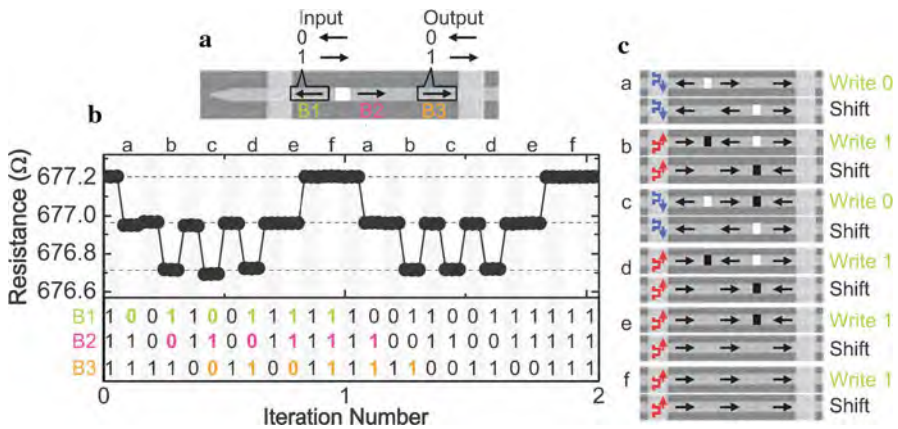 Input Output
a 0 0
1 1
B1 B2 B3
b
a b c d e f a b c d e f
Resistance (Ω)
677.2
677.0
676.8
676.6
B1 1 0 0 1 1 0 0 1 1 1 1 1 1 0 0 1 1 0 0 1 1 1 1 1 1
B2 1 1 0 0 1 1 0 0 1 1 1 1 1 1 0 0 1 1 0 0 1 1 1 1 1
B3 1 1 1 1 0 0 1 1 0 0 1 1 1 1 1 1 0 0 1 1 0 0 1 1 1
0 1 2
Iteration Number
c
a Write 0
Shift
b Write 1
Shift
c Write 0
Shift
d Write 1
Shift
e Write 1
Shift
f Write 1
Shift